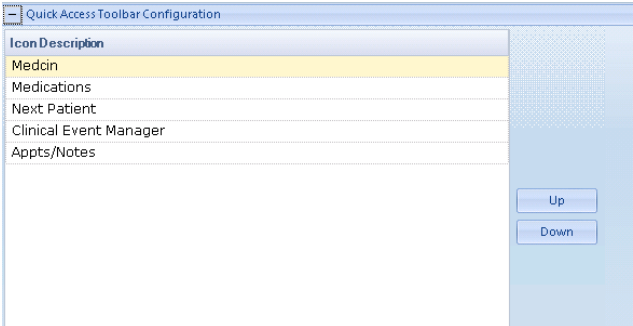 Quick Access Toolbar Configuration
Icon Description
Medcin
Medications
Next Patient
Clinical Event Manager
Appts/Notes
Up
Down